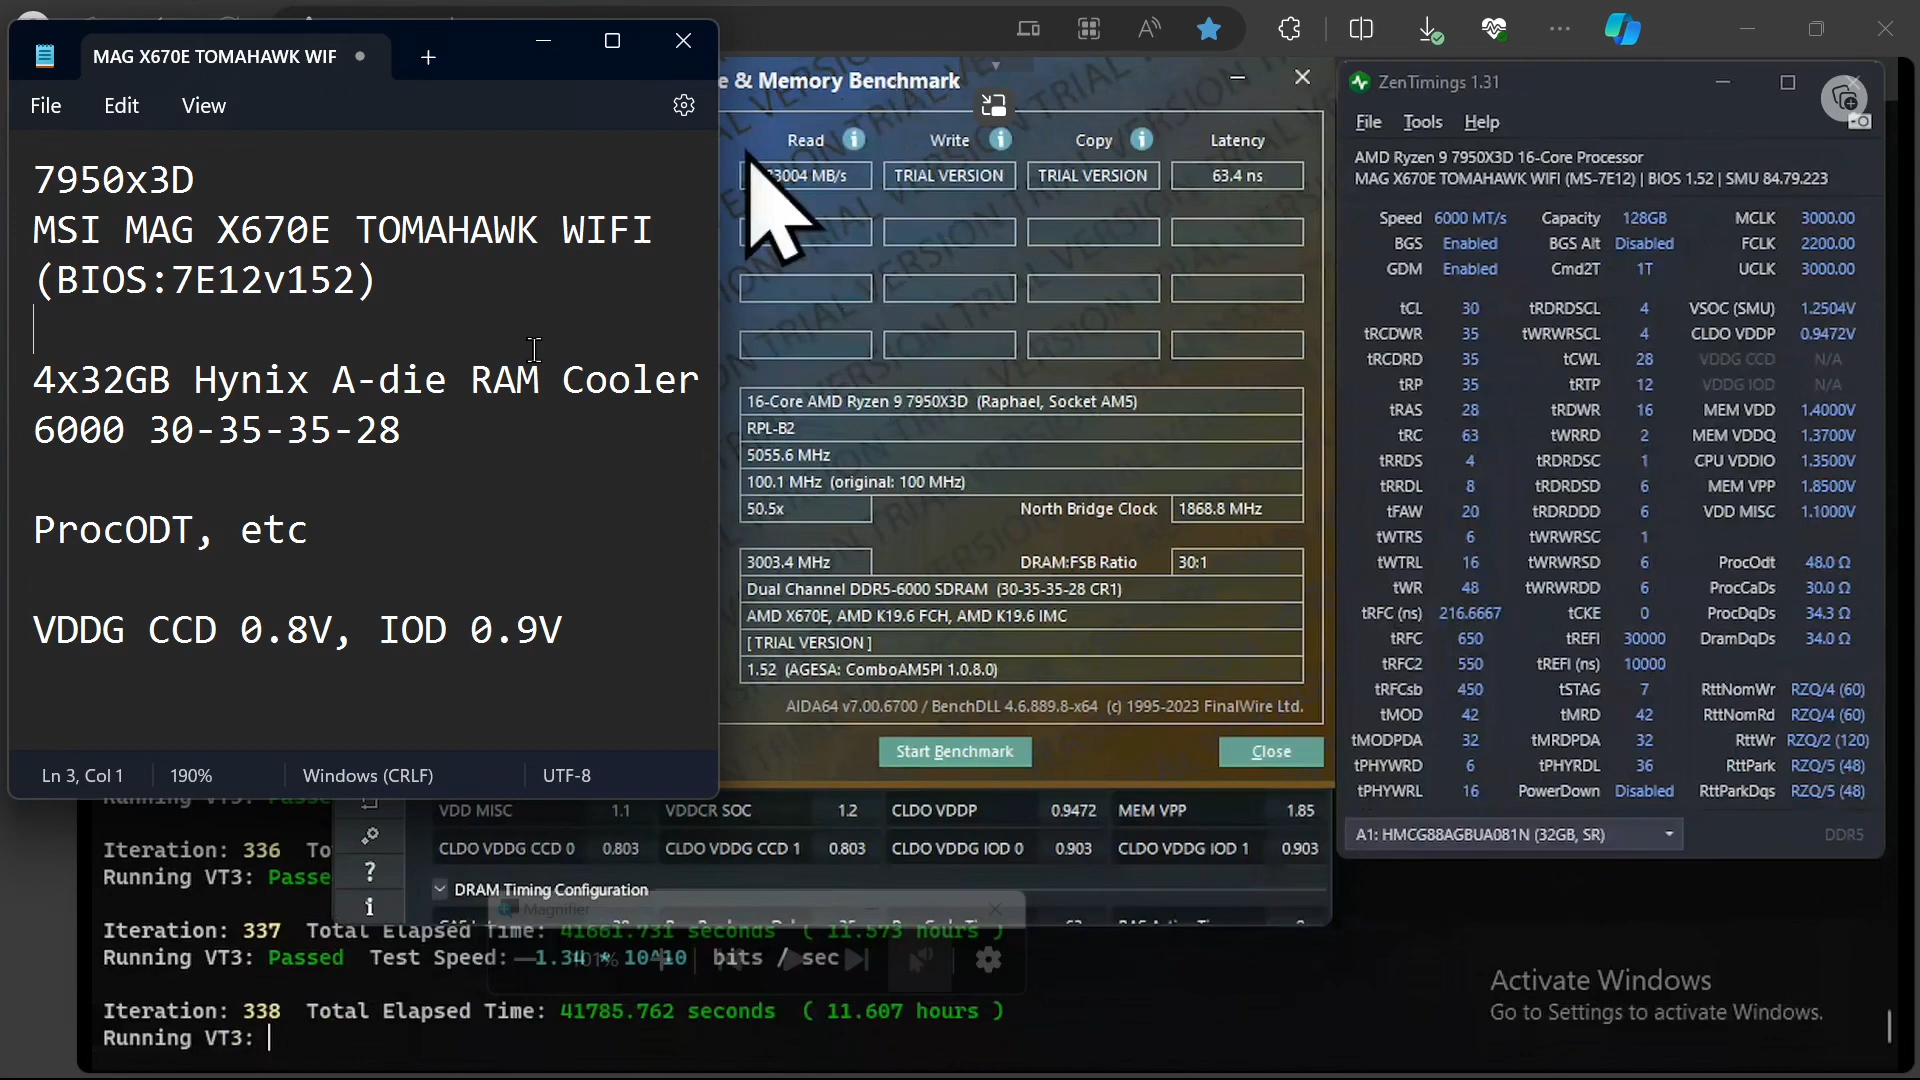 MAG X670E TOMAHAWK WIF
File Edit View
7950x3D
MSI MAG X670E TOMAHAWK WIFI
(BIOS:7E12v152)
4x32GB Hynix A-die RAM Cooler
6000 30-35-35-28
ProcODT, etc
VDDG CCD 0.8V, IOD 0.9V
Ln 3, Col 1 190% Windows (CRLF) UTF-8
e & Memory Benchmark
Read Write Copy Latency
3004 MB/s TRIAL VERSION TRIAL VERSION 63.4 ns
16-Core AMD Ryzen 9 7950X3D (Raphael, Socket AM5)
RPL-B2
5055.6 MHz
100.1 MHz (original: 100 MHz)
50.5x North Bridge Clock 1868.8 MHz
3003.4 MHz DRAM:FSB Ratio 30:1
Dual Channel DDR5-6000 SDRAM (30-35-35-28 CR1)
AMD X670E, AMD K19.6 FCH, AMD K19.6 IMC
[ TRIAL VERSION ]
1.52 (AGESA: ComboAM5PI 1.0.8.0)
AIDA64 v7.00.6700 / BenchDLL 4.6.889.8-x64 (c) 1995-2023 FinalWire Ltd.
Start Benchmark Close
ZenTimings 1.31
File Tools Help
AMD Ryzen 9 7950X3D 16-Core Processor
MAG X670E TOMAHAWK WIFI (MS-7E12) | BIOS 1.52 | SMU 84.79.223
Speed 6000 MT/s Capacity 128GB MCLK 3000.00
BGS Enabled BGS Alt Disabled FCLK 2200.00
GDM Enabled Cmd2T 1T UCLK 3000.00
tCL 30 tRDRDSCL 4 VSOC (SMU) 1.2504V
tRCDWR 35 tWRWRSCL 4 CLDO VDDP 0.9472V
tRCDRD 35 tCWL 28 VDDG CCD N/A
tRP 35 tRTP 12 VDDG IOD N/A
tRAS 28 tRDWR 16 MEM VDD 1.4000V
tRC 63 tWRRD 2 MEM VDDQ 1.3700V
tRRDS 4 tRDRDSC 1 CPU VDDIO 1.3500V
tRRDL 8 tRDRDSD 6 MEM VPP 1.8500V
tFAW 20 tRDRDDD 6 VDD MISC 1.1000V
tWTRS 6 tWRWRSC 1
tWTRL 16 tWRWRSD 6 ProcOdt 48.0 Ω
tWR 48 tWRWRDD 6 ProcCaDs 30.0 Ω
tRFC (ns) 216.6667 tCKE 0 ProcDqDs 34.3 Ω
tRFC 650 tREFI 30000 DramDqDs 34.0 Ω
tRFC2 550 tREFI (ns) 10000
tRFCsb 450 tSTAG 7 RttNomWr RZQ/4 (60)
tMOD 42 tMRD 42 RttNomRd RZQ/4 (60)
tMODPDA 32 tMRDPDA 32 RttWr RZQ/2 (120)
tPHYWRD 6 tPHYRDL 36 RttPark RZQ/5 (48)
tPHYWRL 16 PowerDown Disabled RttParkDqs RZQ/5 (48)
A1: HMCG88AGBUA081N (32GB, SR) DDR5
VDD MISC 1.1 VDDCR SOC 1.2 CLDO VDDP 0.9472 MEM VPP 1.85
CLDO VDDG CCD 0 0.803 CLDO VDDG CCD 1 0.803 CLDO VDDG IOD 0 0.903 CLDO VDDG IOD 1 0.903
DRAM Timing Configuration
Magnifier
Running VT3: Passe
Iteration: 336 To
Running VT3: Passe
Iteration: 337 Total Elapsed Time: 41661.731 seconds ( 11.573 hours )
Running VT3: Passed Test Speed: 1.34 * 10^10 bits / sec
Iteration: 338 Total Elapsed Time: 41785.762 seconds ( 11.607 hours )
Running VT3:
Activate Windows
Go to Settings to activate Windows.